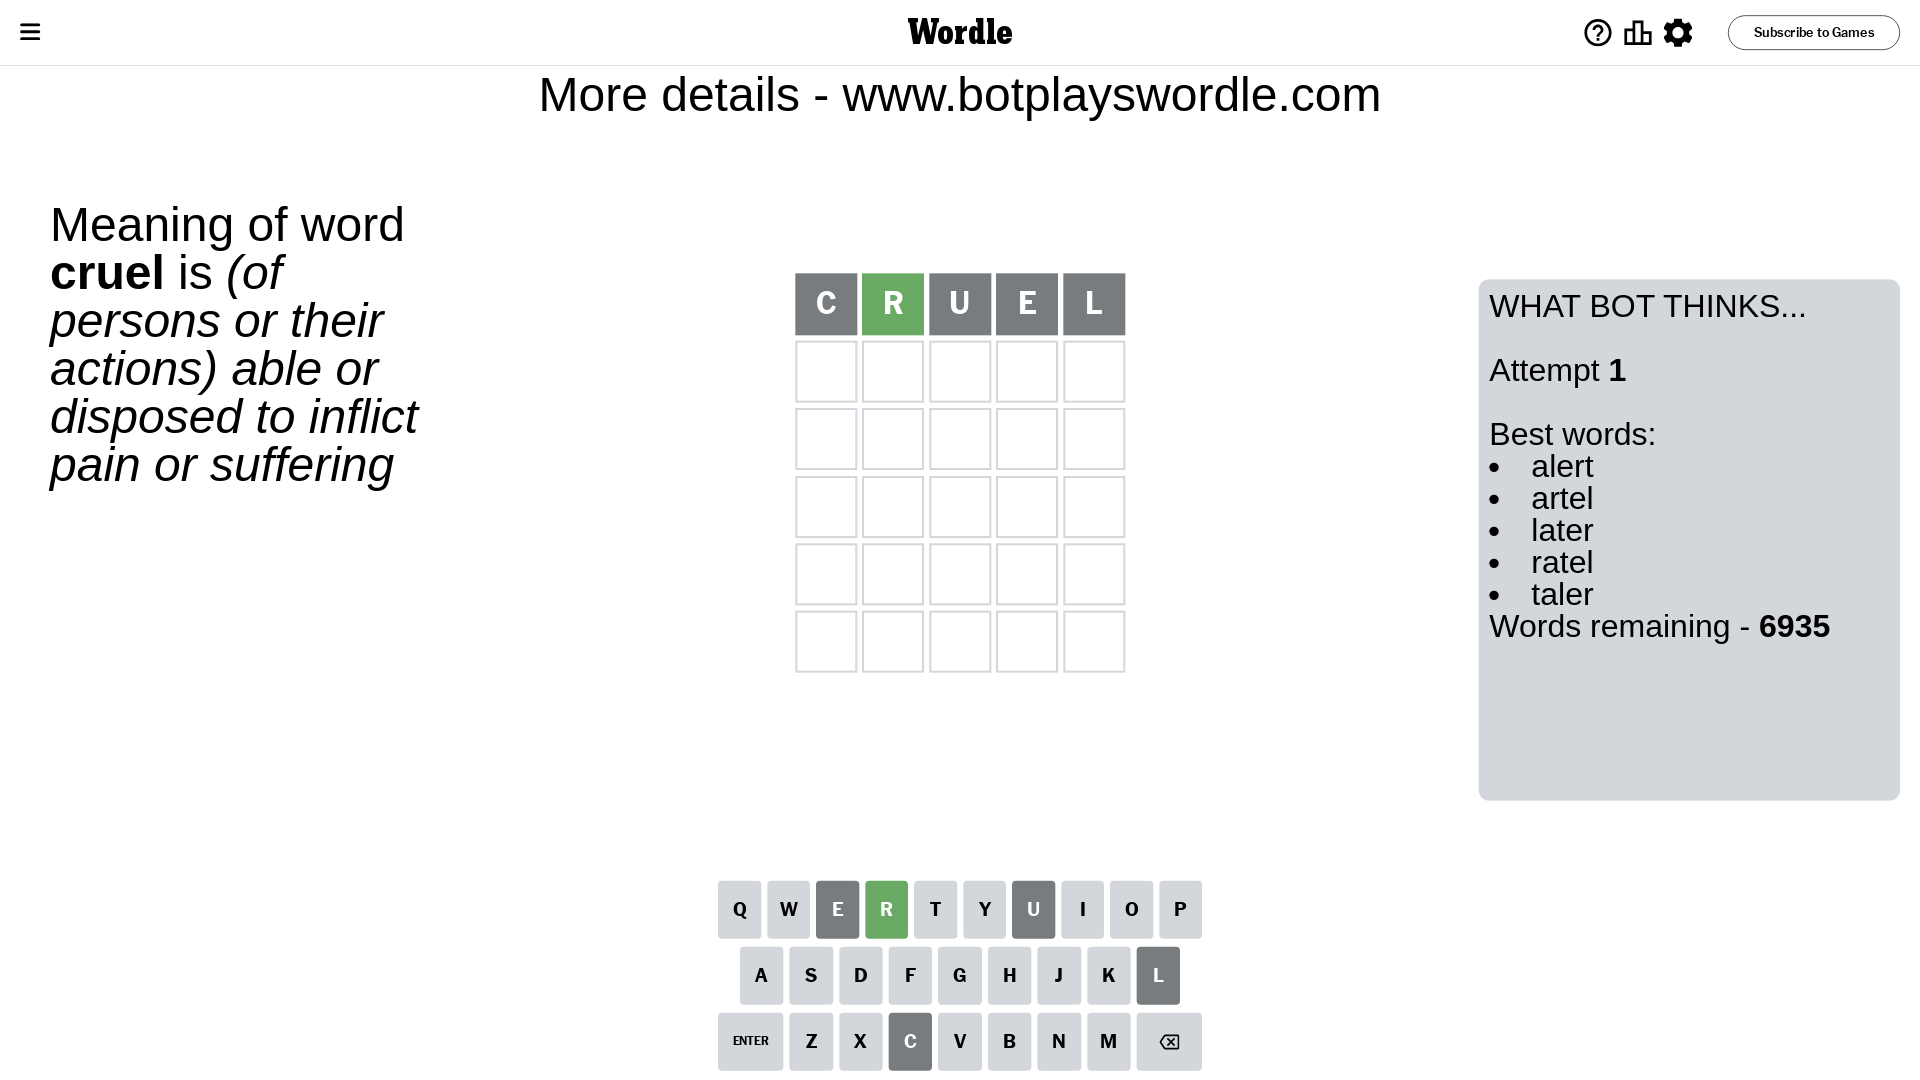 Wordle
Subscribe to Games
More details - www.botplayswordle.com
Meaning of word
cruel is (of
persons or their
actions) able or
disposed to inflict
pain or suffering
C R U E L
WHAT BOT THINKS...
Attempt 1
Best words:
• alert
• artel
• later
• ratel
• taler
Words remaining - 6935
Q W E R T Y U I O P
A S D F G H J K L
ENTER Z X C V B N M